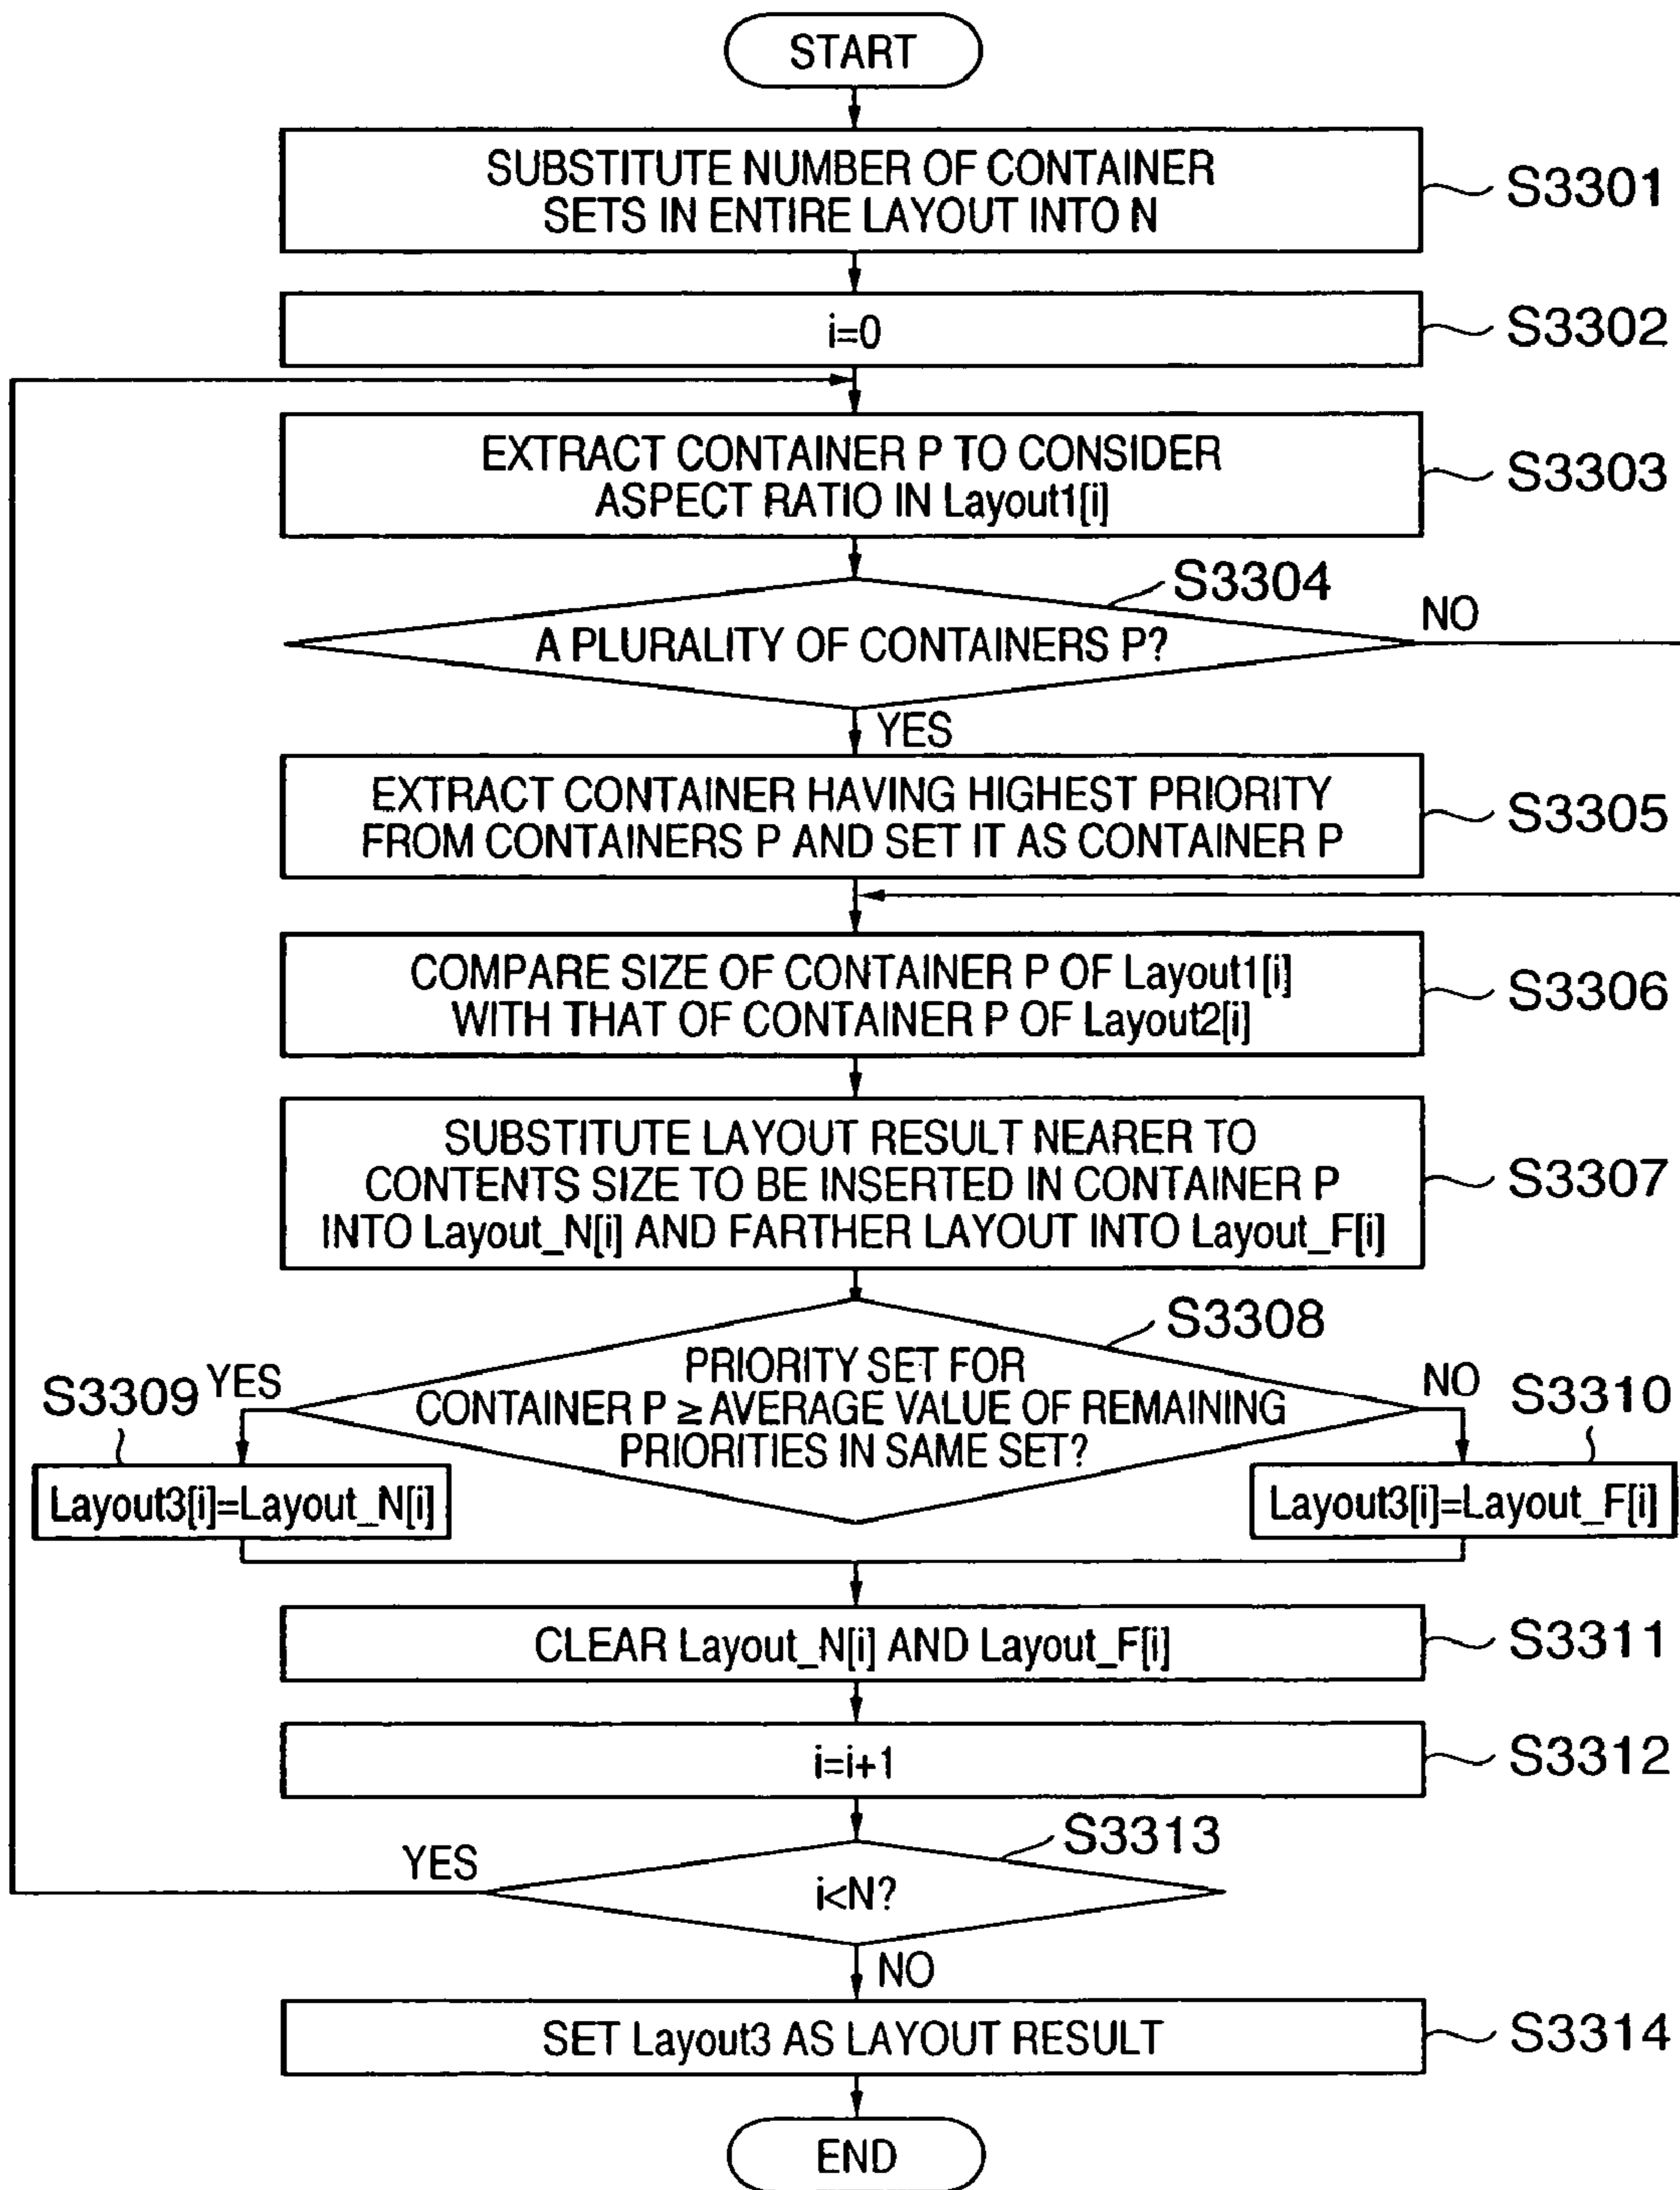 START
SUBSTITUTE NUMBER OF CONTAINER
SETS IN ENTIRE LAYOUT INTO N
S3301
i=0
S3302
EXTRACT CONTAINER P TO CONSIDER
ASPECT RATIO IN Layout1[i]
S3303
S3304
A PLURALITY OF CONTAINERS P?
NO
YES
EXTRACT CONTAINER HAVING HIGHEST PRIORITY
FROM CONTAINERS P AND SET IT AS CONTAINER P
S3305
COMPARE SIZE OF CONTAINER P OF Layout1[i]
WITH THAT OF CONTAINER P OF Layout2[i]
S3306
SUBSTITUTE LAYOUT RESULT NEARER TO
CONTENTS SIZE TO BE INSERTED IN CONTAINER P
INTO Layout_N[i] AND FARTHER LAYOUT INTO Layout_F[i]
S3307
S3308
PRIORITY SET FOR
CONTAINER P ≥ AVERAGE VALUE OF REMAINING
PRIORITIES IN SAME SET?
S3309
YES
NO
S3310
Layout3[i]=Layout_N[i]
Layout3[i]=Layout_F[i]
CLEAR Layout_N[i] AND Layout_F[i]
S3311
i=i+1
S3312
S3313
YES
i<N?
NO
SET Layout3 AS LAYOUT RESULT
S3314
END